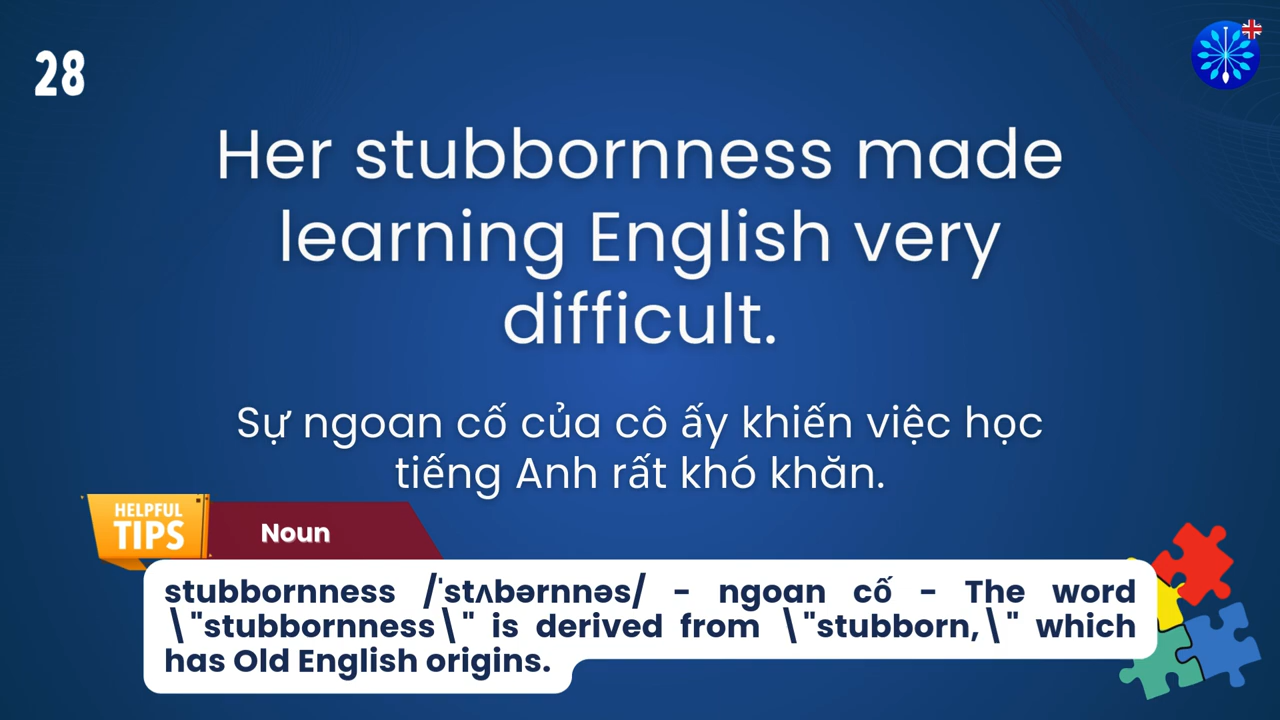 28
Her stubbornness made
learning English very
difficult.
Sự ngoan cố của cô ấy khiến việc học
tiếng Anh rất khó khăn.
HELPFUL
TIPS
Noun
stubbornness /ˈstʌbərnnəs/ - ngoan cố - The word
\"stubbornness\" is derived from \"stubborn,\" which
has Old English origins.